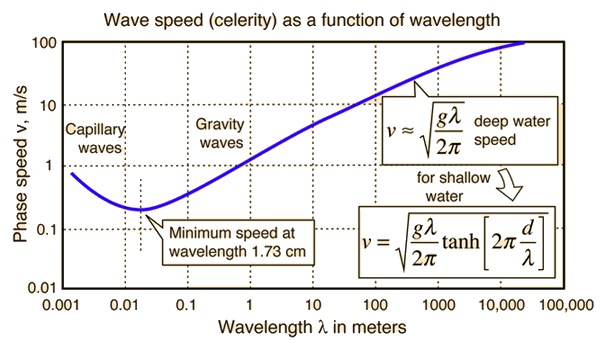 Wave speed (celerity) as a function of wavelength
Phase speed v, m/s
100
10
1
0.1
0.01
Capillary
waves
Gravity
waves
v ≈ √(gλ/2π) deep water
speed
for shallow
water
v = √(gλ/2π tanh[2π d/λ])
Minimum speed at
wavelength 1.73 cm
0.001 0.01 0.1 1 10 100 1000 10,000 100,000
Wavelength λ in meters